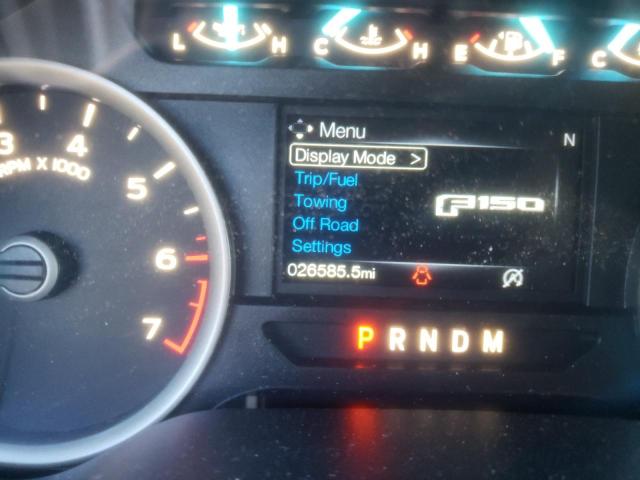 L H C H E F C
Menu
N
Display Mode >
Trip/Fuel
Towing
F150
Off Road
Settings
026585.5mi
3 4 5 6 7
RPM X 1000
P R N D M